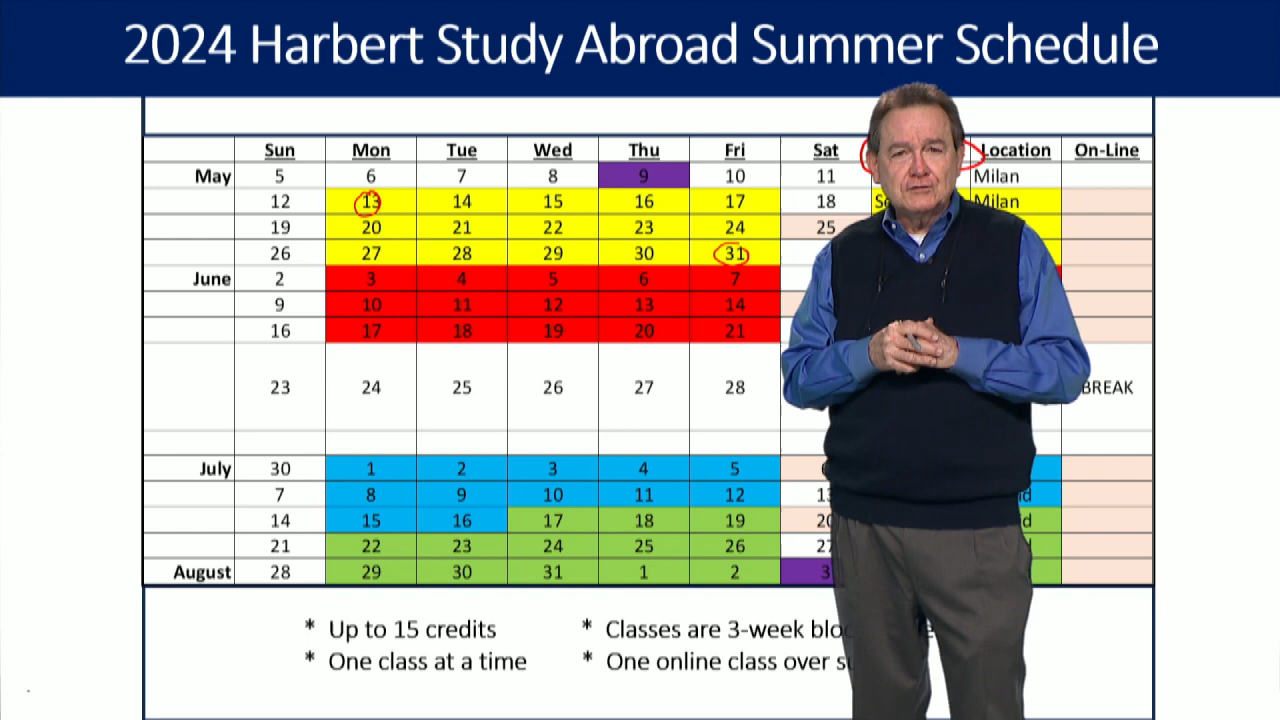 2024 Harbert Study Abroad Summer Schedule
Sun Mon Tue Wed Thu Fri Sat Location On-Line
May 5 6 7 8 9 10 11 Milan
12 13 14 15 16 17 18 Milan
19 20 21 22 23 24 25
26 27 28 29 30 31
June 2 3 4 5 6 7
9 10 11 12 13 14
16 17 18 19 20 21
23 24 25 26 27 28 BREAK
July 30 1 2 3 4 5
7 8 9 10 11 12 13
14 15 16 17 18 19 20
21 22 23 24 25 26 27
August 28 29 30 31 1 2 3
* Up to 15 credits * Classes are 3-week
* One class at a time * One online class over